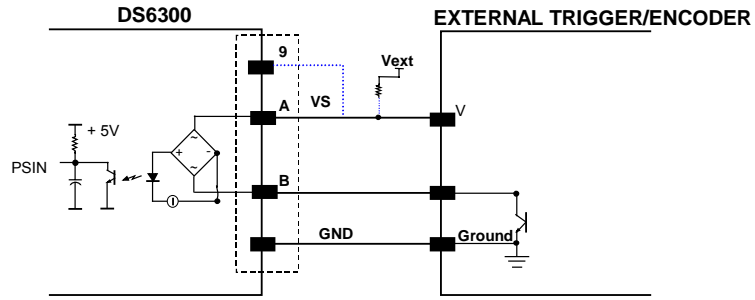 DS6300
EXTERNAL TRIGGER/ENCODER
9
Vext
A
VS
V
+ 5V
PSIN
+
~
-
~
I
B
GND
Ground